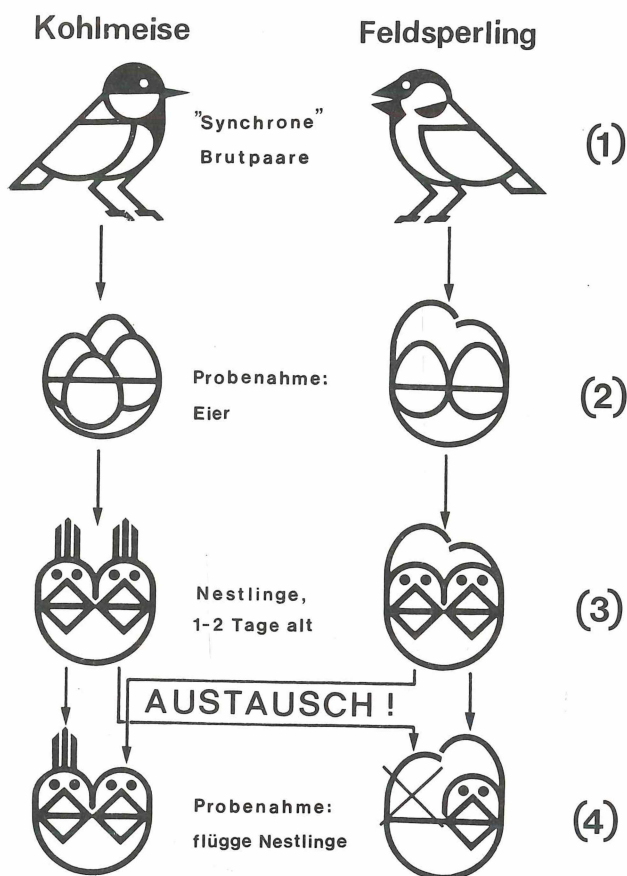 Kohlmeise
Feldsperling
"Synchrone"
Brutpaare
(1)
Probenahme:
Eier
(2)
Nestlinge,
1-2 Tage alt
(3)
AUSTAUSCH !
Probenahme:
flügge Nestlinge
(4)